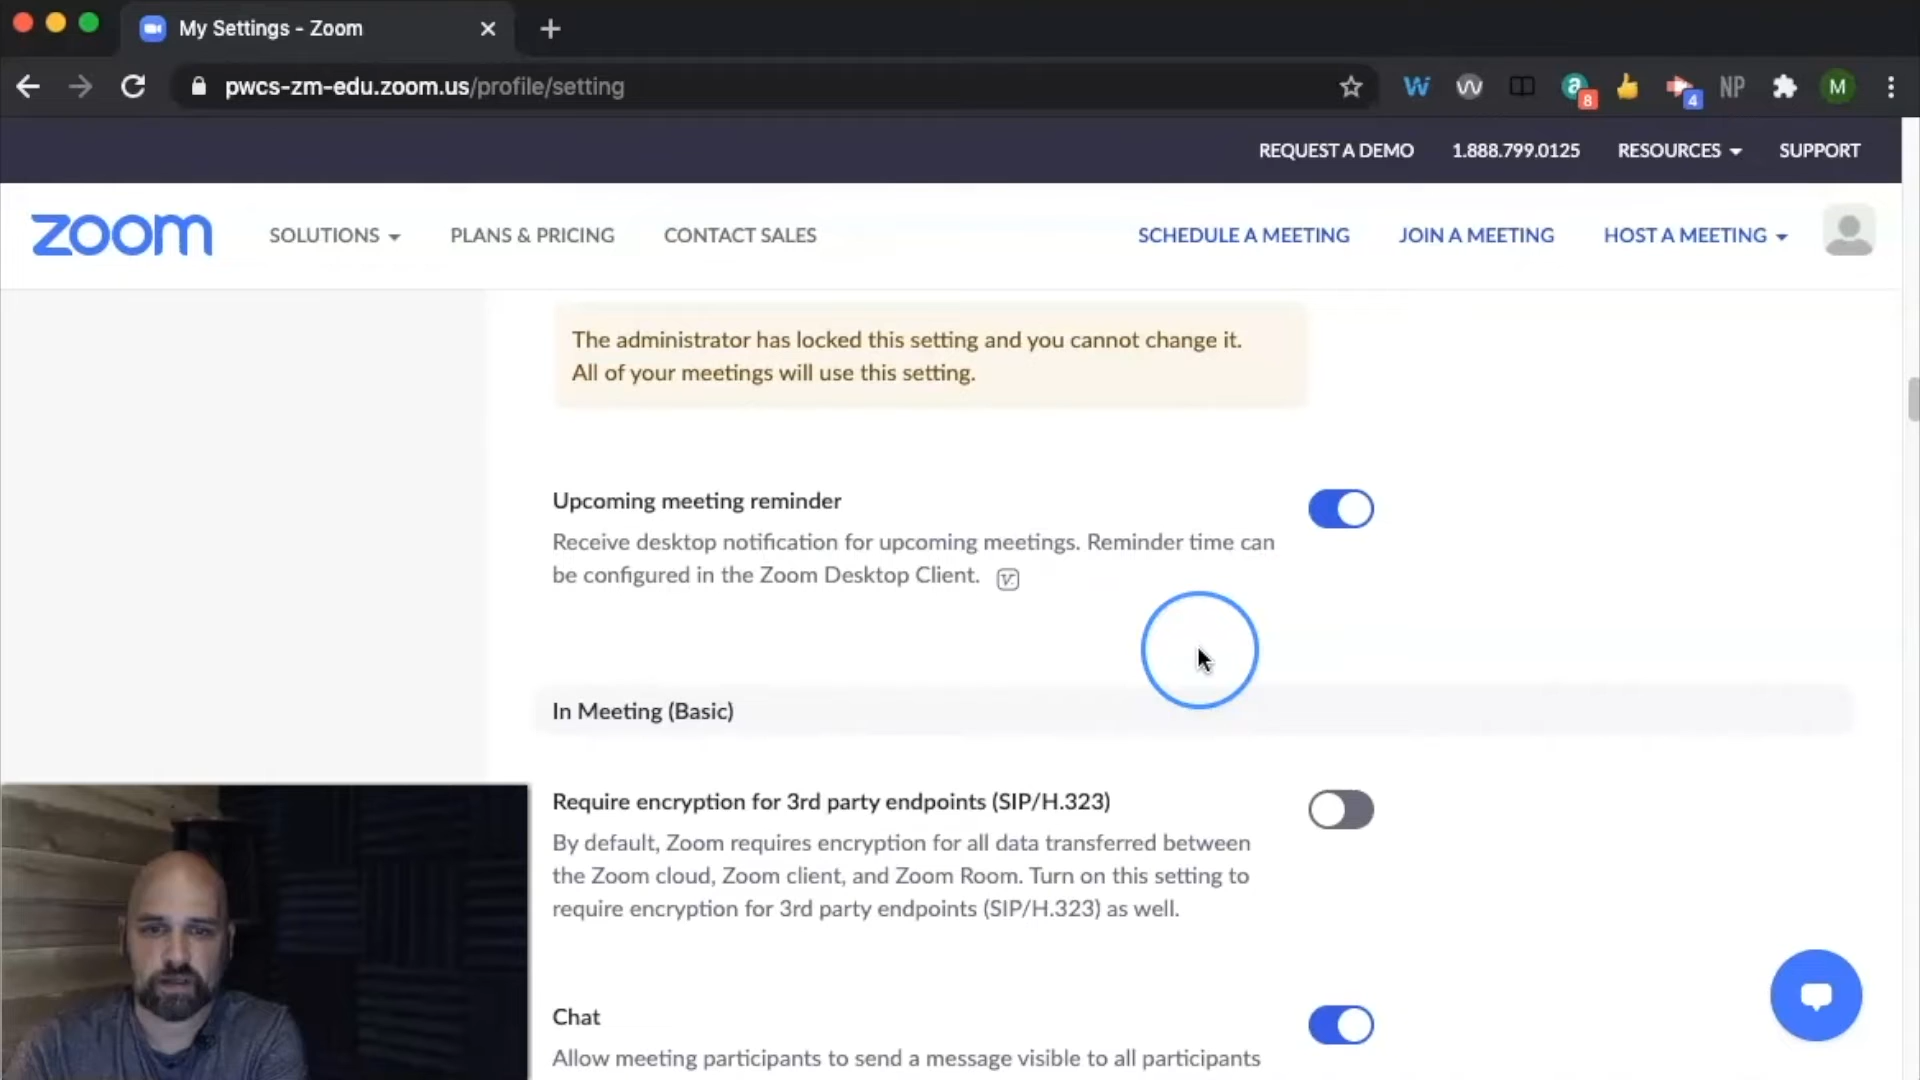 My Settings - Zoom
pwcs-zm-edu.zoom.us/profile/setting
W
a
8
4
NP
M
REQUEST A DEMO 1.888.799.0125 RESOURCES SUPPORT
zoom SOLUTIONS PLANS & PRICING CONTACT SALES SCHEDULE A MEETING JOIN A MEETING HOST A MEETING
The administrator has locked this setting and you cannot change it.
All of your meetings will use this setting.
Upcoming meeting reminder
Receive desktop notification for upcoming meetings. Reminder time can
be configured in the Zoom Desktop Client.
In Meeting (Basic)
Require encryption for 3rd party endpoints (SIP/H.323)
By default, Zoom requires encryption for all data transferred between
the Zoom cloud, Zoom client, and Zoom Room. Turn on this setting to
require encryption for 3rd party endpoints (SIP/H.323) as well.
Chat
Allow meeting participants to send a message visible to all participants